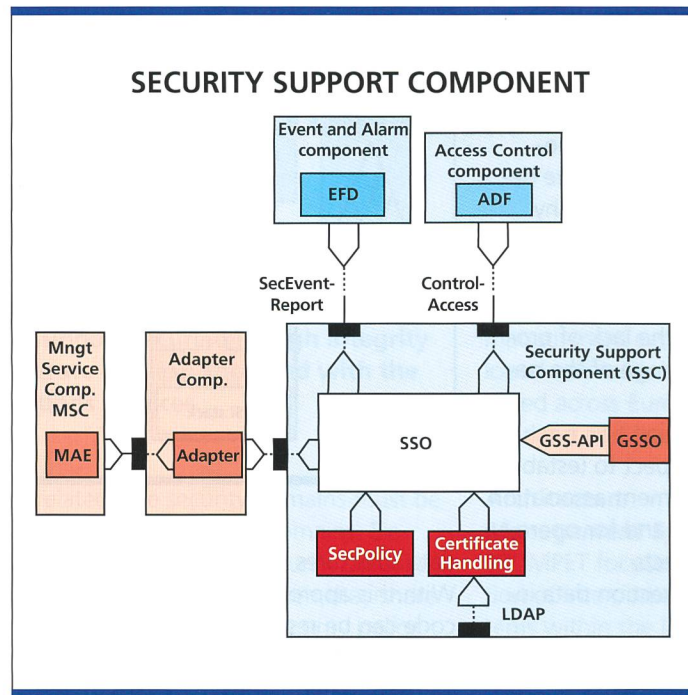 SECURITY SUPPORT COMPONENT
Event and Alarm
component
EFD
Access Control
component
ADF
SecEvent-
Report
Control-
Access
Mngt
Service
Comp.
MSC
MAE
Adapter
Comp.
Adapter
Security Support
Component (SSC)
SSO
GSS-API
GSSO
SecPolicy
Certificate
Handling
LDAP